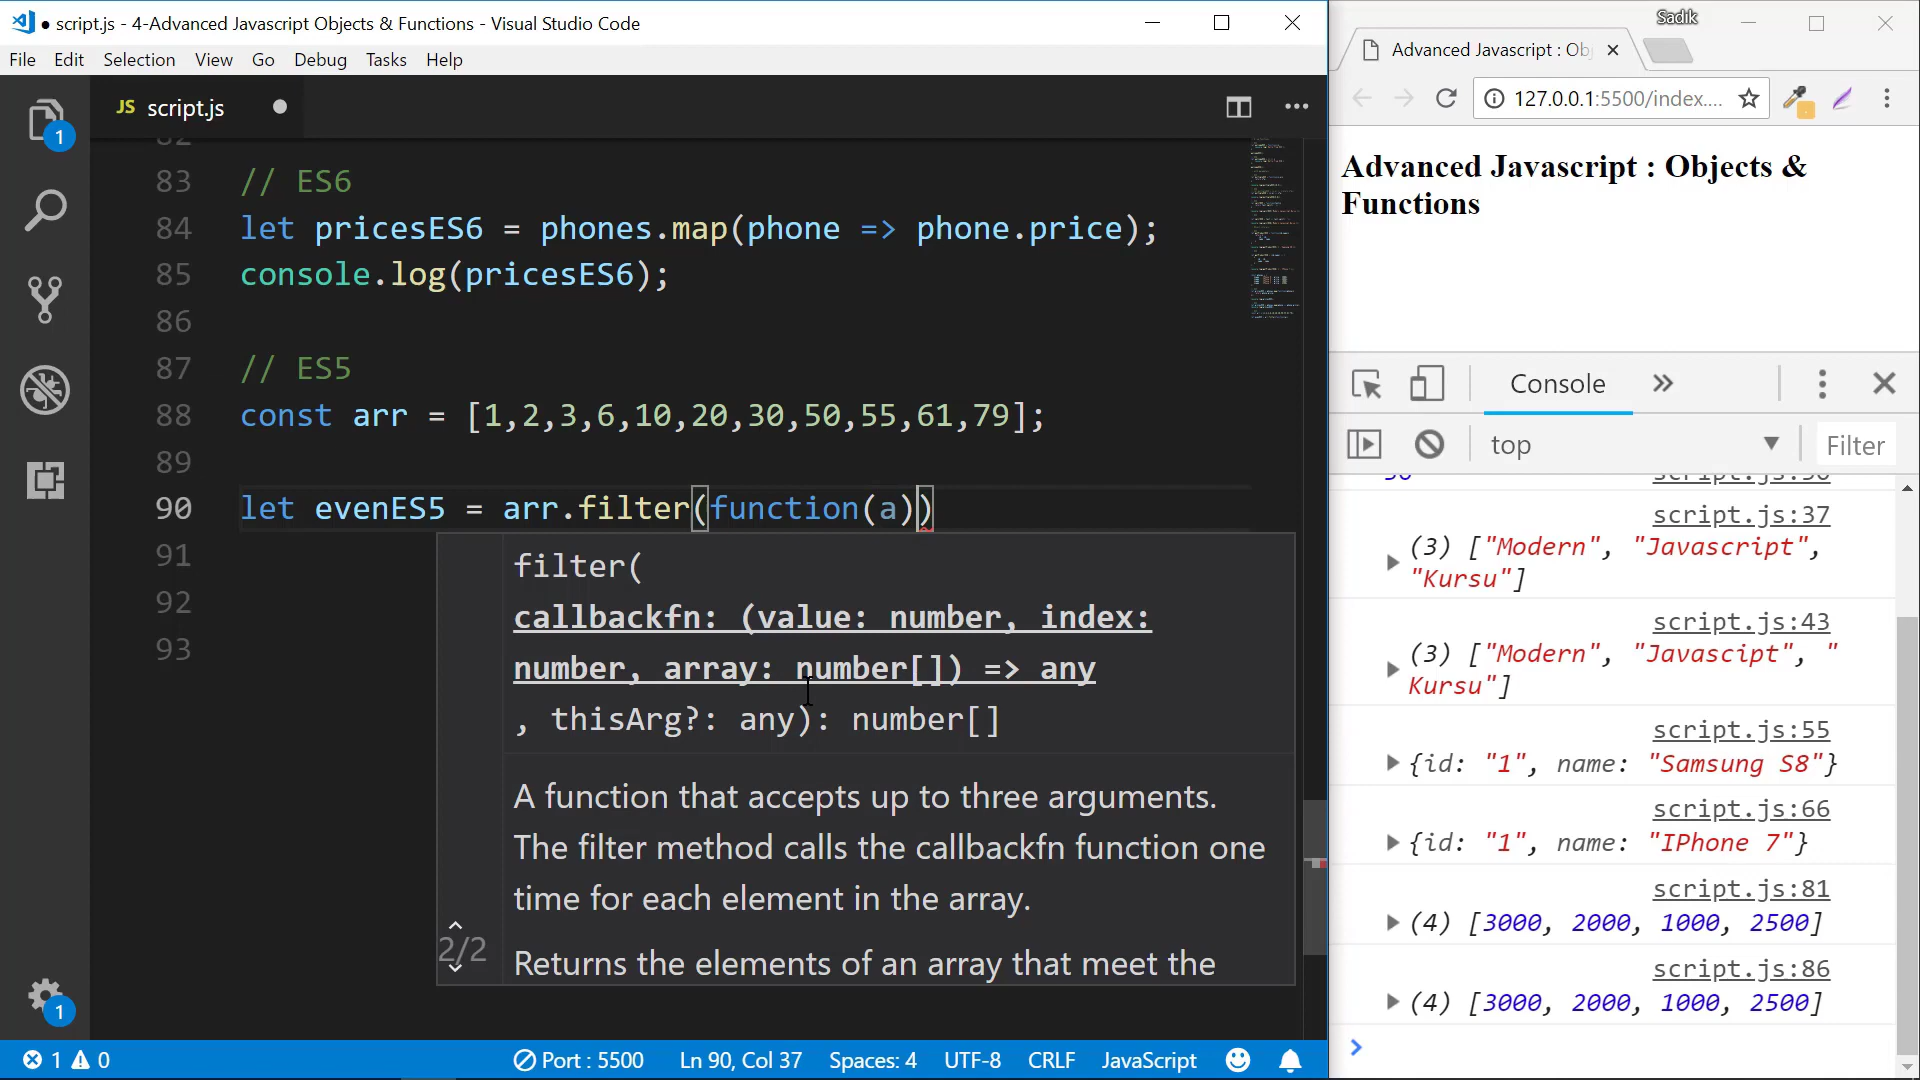 script.js - 4-Advanced Javascript Objects & Functions - Visual Studio Code
File Edit Selection View Go Debug Tasks Help
JS script.js
83 // ES6
84 let pricesES6 = phones.map(phone => phone.price);
85 console.log(pricesES6);
86
87 // ES5
88 const arr = [1,2,3,6,10,20,30,50,55,61,79];
89
90 let evenES5 = arr.filter(function(a))
91
92
93
filter(
callbackfn: (value: number, index:
number, array: number[]) => any
, thisArg?: any): number[]
A function that accepts up to three arguments.
The filter method calls the callbackfn function one
time for each element in the array.
2/2
Returns the elements of an array that meet the
1
1
1 0
Port : 5500
Ln 90, Col 37
Spaces: 4
UTF-8
CRLF
JavaScript
Sadık
Advanced Javascript : Ob
127.0.0.1:5500/index....
Advanced Javascript : Objects &
Functions
Console
top
Filter
script.js:37
(3) ["Modern", "Javascript",
"Kursu"]
script.js:43
(3) ["Modern", "Javascipt", "
Kursu"]
script.js:55
{id: "1", name: "Samsung S8"}
script.js:66
{id: "1", name: "IPhone 7"}
script.js:81
(4) [3000, 2000, 1000, 2500]
script.js:86
(4) [3000, 2000, 1000, 2500]